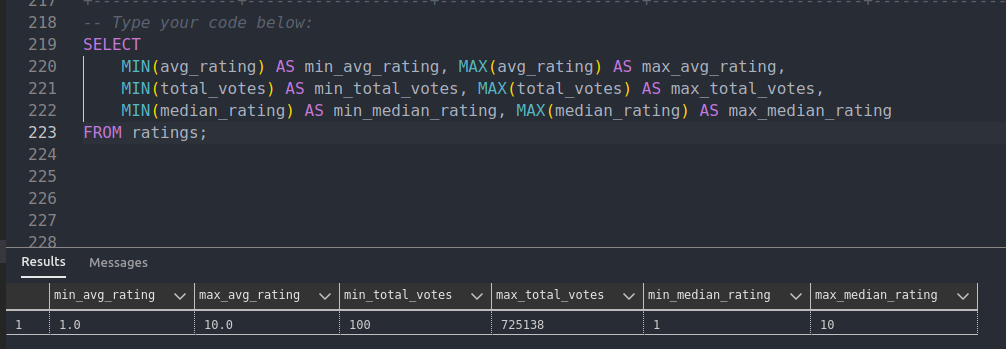 217 +---------------+---------------------+---------------------+----------------------+---------------
218 -- Type your code below:
219 SELECT
220 MIN(avg_rating) AS min_avg_rating, MAX(avg_rating) AS max_avg_rating,
221 MIN(total_votes) AS min_total_votes, MAX(total_votes) AS max_total_votes,
222 MIN(median_rating) AS min_median_rating, MAX(median_rating) AS max_median_rating
223 FROM ratings;
224
225
226
227
228
Results Messages
min_avg_rating max_avg_rating min_total_votes max_total_votes min_median_rating max_median_rating
1 1.0 10.0 100 725138 1 10